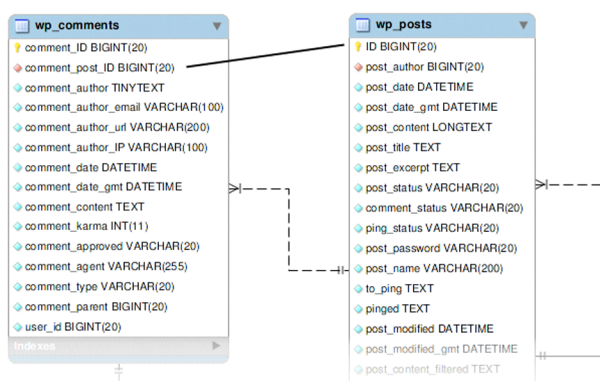 wp_comments
comment_ID BIGINT(20)
comment_post_ID BIGINT(20)
comment_author TINYTEXT
comment_author_email VARCHAR(100)
comment_author_url VARCHAR(200)
comment_author_IP VARCHAR(100)
comment_date DATETIME
comment_date_gmt DATETIME
comment_content TEXT
comment_karma INT(11)
comment_approved VARCHAR(20)
comment_agent VARCHAR(255)
comment_type VARCHAR(20)
comment_parent BIGINT(20)
user_id BIGINT(20)
Indexes
wp_posts
ID BIGINT(20)
post_author BIGINT(20)
post_date DATETIME
post_date_gmt DATETIME
post_content LONGTEXT
post_title TEXT
post_excerpt TEXT
post_status VARCHAR(20)
comment_status VARCHAR(20)
ping_status VARCHAR(20)
post_password VARCHAR(20)
post_name VARCHAR(200)
to_ping TEXT
pinged TEXT
post_modified DATETIME
post_modified_gmt DATETIME
post_content_filtered TEXT